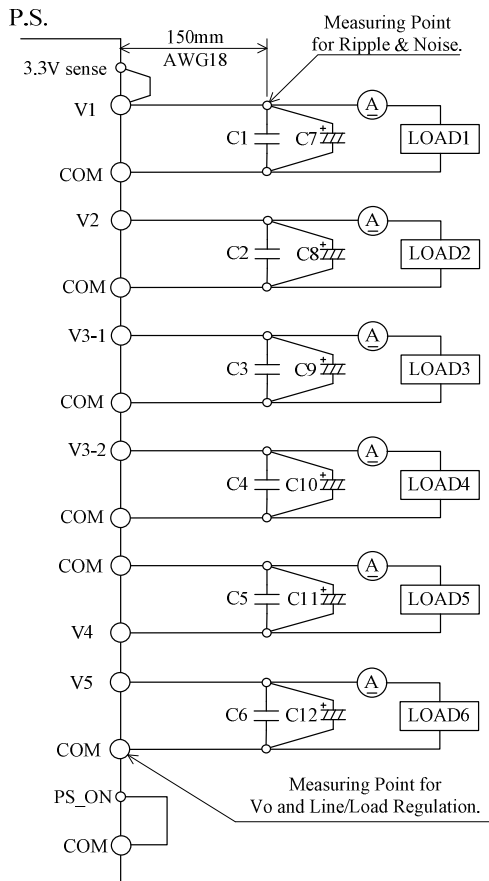 P.S.
150mm
AWG18
Measuring Point
for Ripple & Noise.
3.3V sense
V1
C1
+
C7
A
LOAD1
COM
V2
C2
+
C8
A
LOAD2
COM
V3-1
C3
+
C9
A
LOAD3
COM
V3-2
C4
+
C10
A
LOAD4
COM
COM
C5
+
C11
A
LOAD5
V4
V5
C6
+
C12
A
LOAD6
COM
PS_ON
COM
Measuring Point for
Vo and Line/Load Regulation.